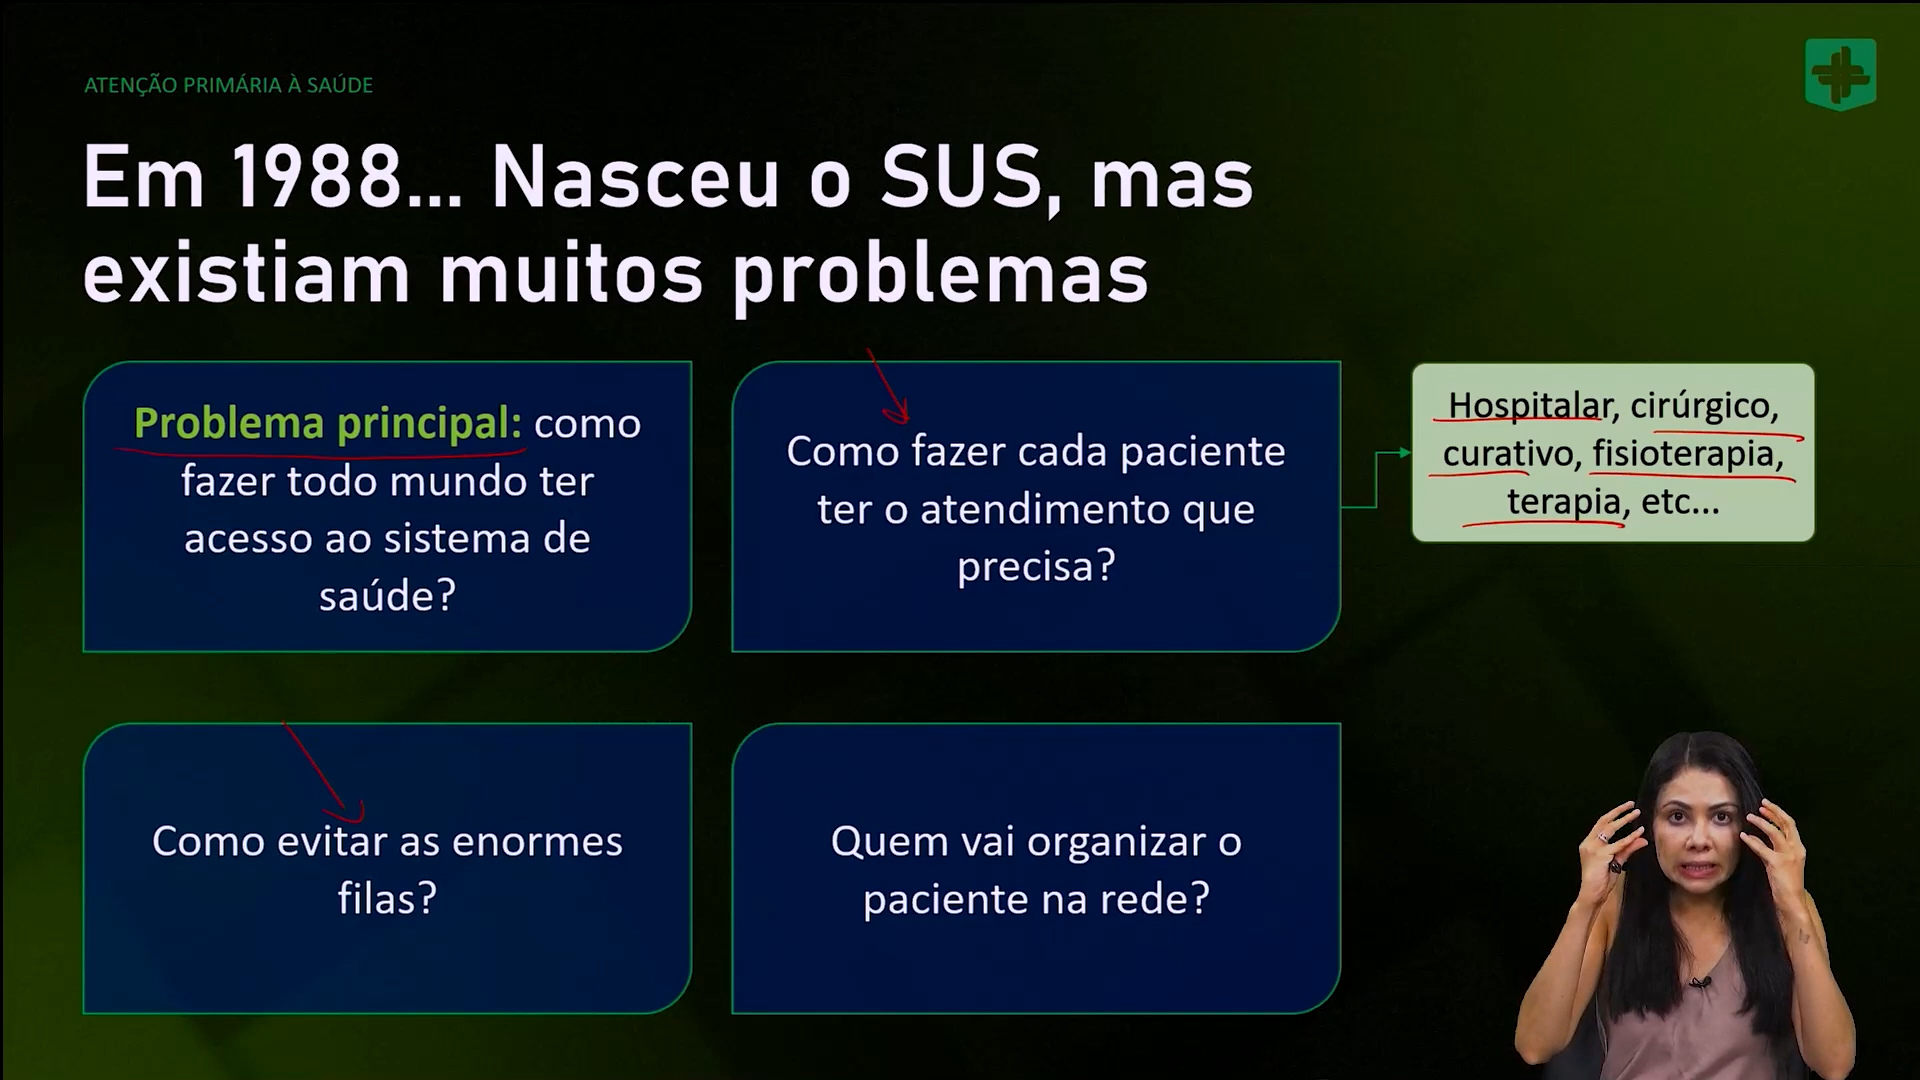 ATENÇÃO PRIMÁRIA À SAÚDE
Em 1988... Nasceu o SUS, mas
existiam muitos problemas
Problema principal: como
fazer todo mundo ter
acesso ao sistema de
saúde?
Como fazer cada paciente
ter o atendimento que
precisa?
Hospitalar, cirúrgico,
curativo, fisioterapia,
terapia, etc...
Como evitar as enormes
filas?
Quem vai organizar o
paciente na rede?